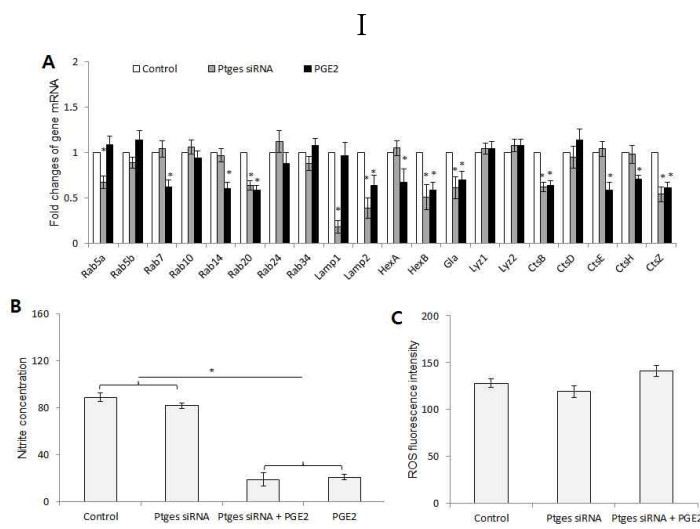 I
A
Control Ptges siRNA PGE2
Fold changes of gene mRNA
2
1.5
1
0.5
0
* * * * * * * * * * * * * * * * * * * * *
Rab5a Rab5b Rab7 Rab10 Rab14 Rab20 Rab24 Rab34 Lamp1 Lamp2 HexA HexB Gla Lyz1 Lyz2 CtsB CtsD CtsE CtsH CtsZ
B
Nitrite concentration
160
120
80
40
0
*
Control Ptges siRNA Ptges siRNA + PGE2 PGE2
C
ROS fluorescence intensity
200
150
100
50
0
Control Ptges siRNA Ptges siRNA + PGE2